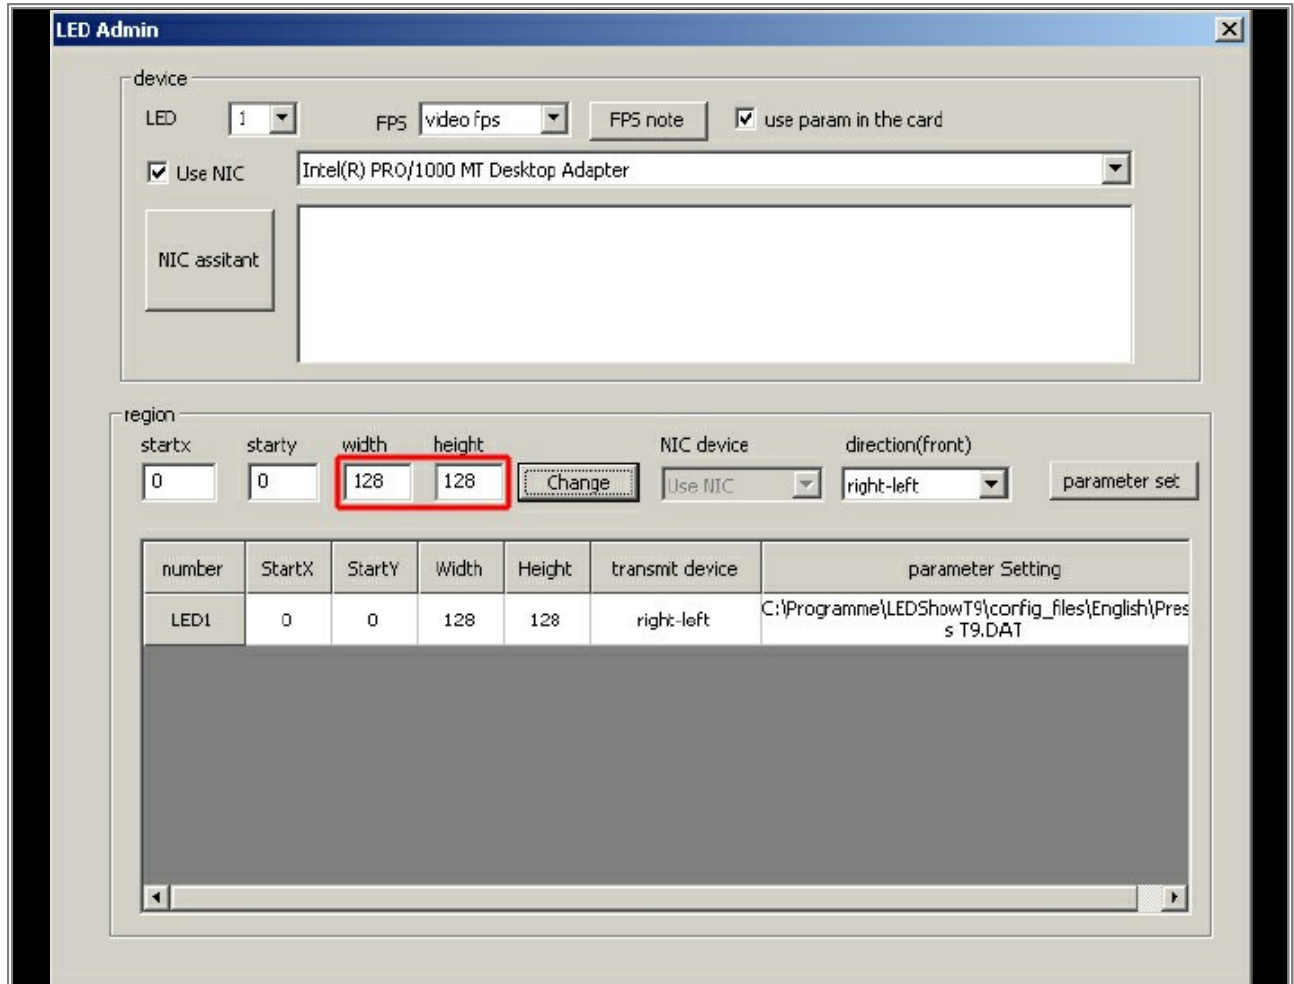 LED Admin
device
LED 1 FPS video fps FPS note use param in the card
Use NIC Intel(R) PRO/1000 MT Desktop Adapter
NIC assitant
region
startx starty width height NIC device direction(front)
0 0 128 128 Change Use NIC right-left parameter set
number StartX StartY Width Height transmit device parameter Setting
LED1 0 0 128 128 right-left C:\Programme\LEDShowT9\config_files\English\Pres
s T9.DAT